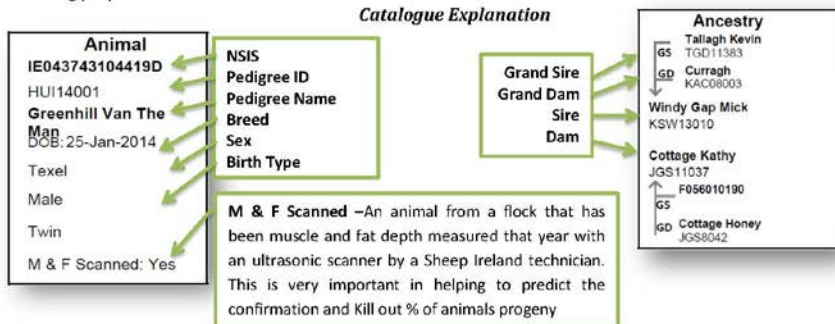 Catalogue Explanation
Animal
IE043743104419D
HUI14001
Greenhill Van The
Man
DOB: 25-Jan-2014
Texel
Male
Twin
M & F Scanned: Yes
NSIS
Pedigree ID
Pedigree Name
Breed
Sex
Birth Type
M & F Scanned –An animal from a flock that has
been muscle and fat depth measured that year with
an ultrasonic scanner by a Sheep Ireland technician.
This is very important in helping to predict the
confirmation and Kill out % of animals progeny
Grand Sire
Grand Dam
Sire
Dam
Ancestry
Tallagh Kevin
GS TGD11383
GD Curragh
KAC08003
Windy Gap Mick
KSW13010
Cottage Kathy
JGS11037
F056010190
GS
GD Cottage Honey
JGS8042